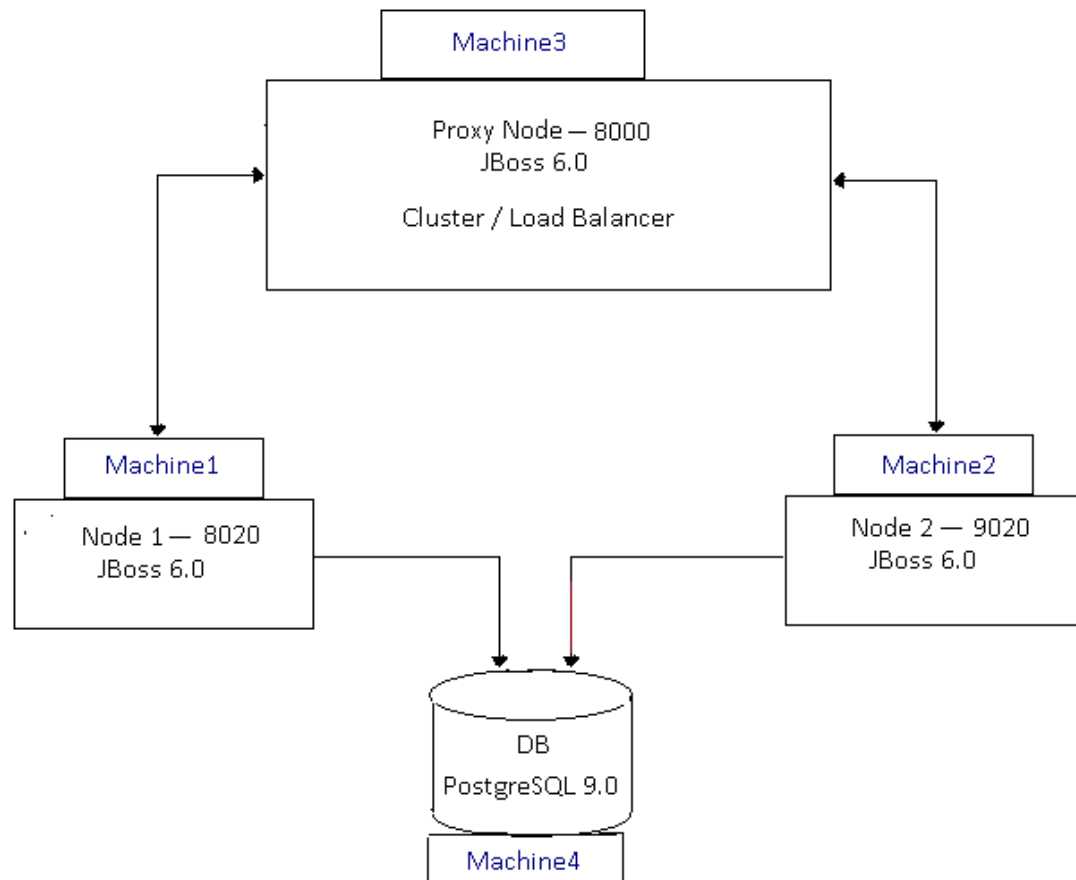 Machine3
Proxy Node — 8000
JBoss 6.0
Cluster / Load Balancer
Machine1
Node 1 — 8020
JBoss 6.0
Machine2
Node 2 — 9020
JBoss 6.0
DB
PostgreSQL 9.0
Machine4